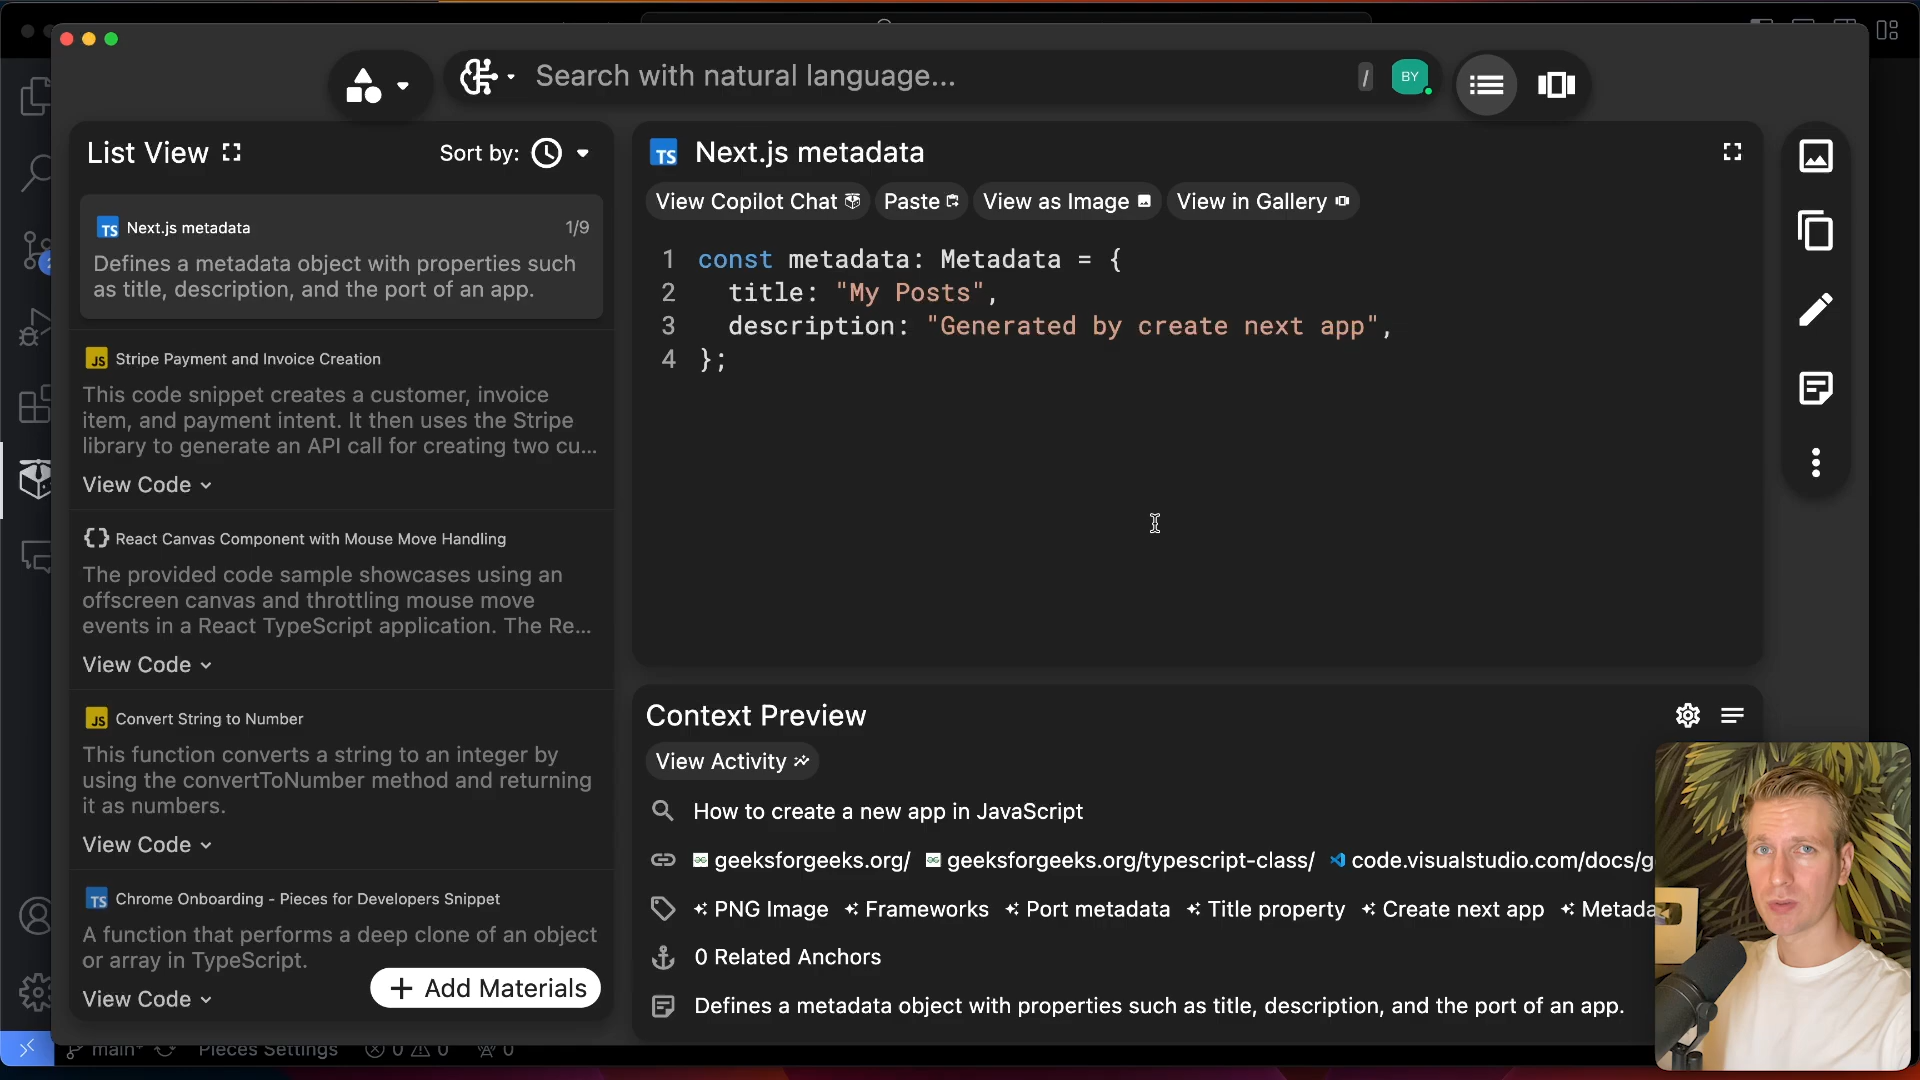 Search with natural language...
/
BY
List View
Sort by:
TS Next.js metadata
1/9
Defines a metadata object with properties such
as title, description, and the port of an app.
JS Stripe Payment and Invoice Creation
This code snippet creates a customer, invoice
item, and payment intent. It then uses the Stripe
library to generate an API call for creating two cu...
View Code
{} React Canvas Component with Mouse Move Handling
The provided code sample showcases using an
offscreen canvas and throttling mouse move
events in a React TypeScript application. The Re...
View Code
JS Convert String to Number
This function converts a string to an integer by
using the convertToNumber method and returning
it as numbers.
View Code
TS Chrome Onboarding - Pieces for Developers Snippet
A function that performs a deep clone of an object
or array in TypeScript.
View Code
+ Add Materials
TS Next.js metadata
View Copilot Chat
Paste
View as Image
View in Gallery
1 const metadata: Metadata = {
2 title: "My Posts",
3 description: "Generated by create next app",
4 };
Context Preview
View Activity
How to create a new app in JavaScript
geeksforgeeks.org/ geeksforgeeks.org/typescript-class/ code.visualstudio.com/docs/g
PNG Image Frameworks Port metadata Title property Create next app Metada
0 Related Anchors
Defines a metadata object with properties such as title, description, and the port of an app.
main* Pieces Settings 0 0 0